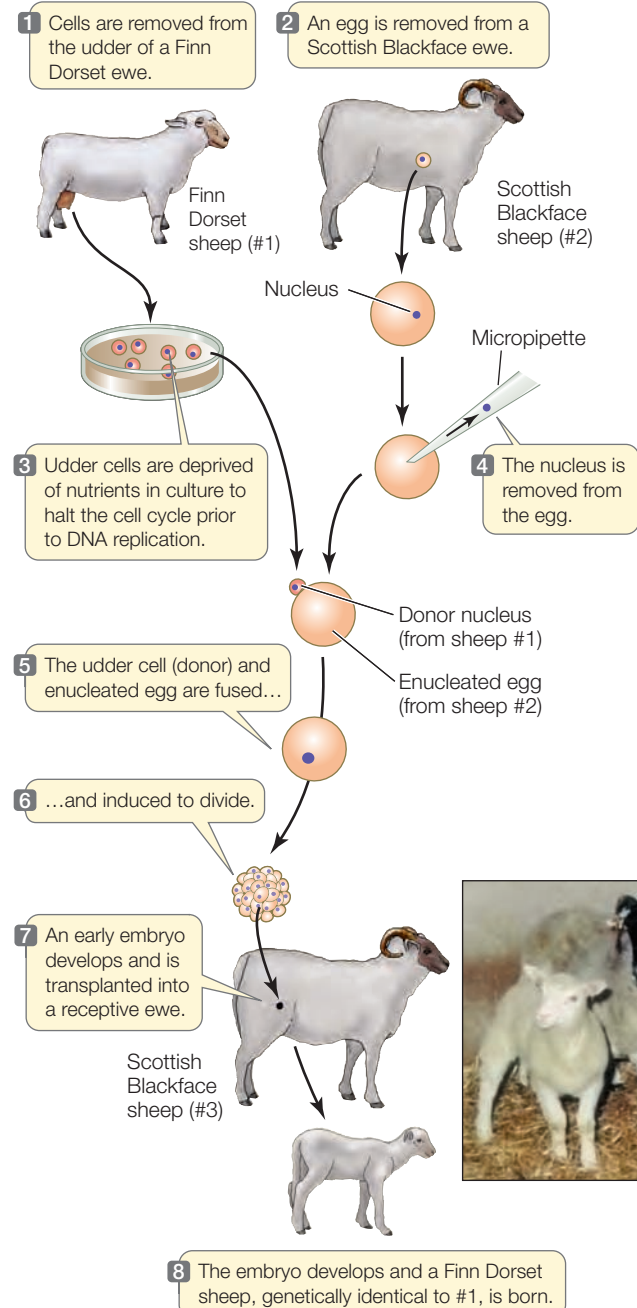 1 Cells are removed from
the udder of a Finn
Dorset ewe.
2 An egg is removed from a
Scottish Blackface ewe.
Finn
Dorset
sheep (#1)
Scottish
Blackface
sheep (#2)
Nucleus
Micropipette
3 Udder cells are deprived
of nutrients in culture to
halt the cell cycle prior
to DNA replication.
4 The nucleus is
removed from
the egg.
Donor nucleus
(from sheep #1)
Enucleated egg
(from sheep #2)
5 The udder cell (donor) and
enucleated egg are fused…
6 …and induced to divide.
7 An early embryo
develops and is
transplanted into
a receptive ewe.
Scottish
Blackface
sheep (#3)
8 The embryo develops and a Finn Dorset
sheep, genetically identical to #1, is born.